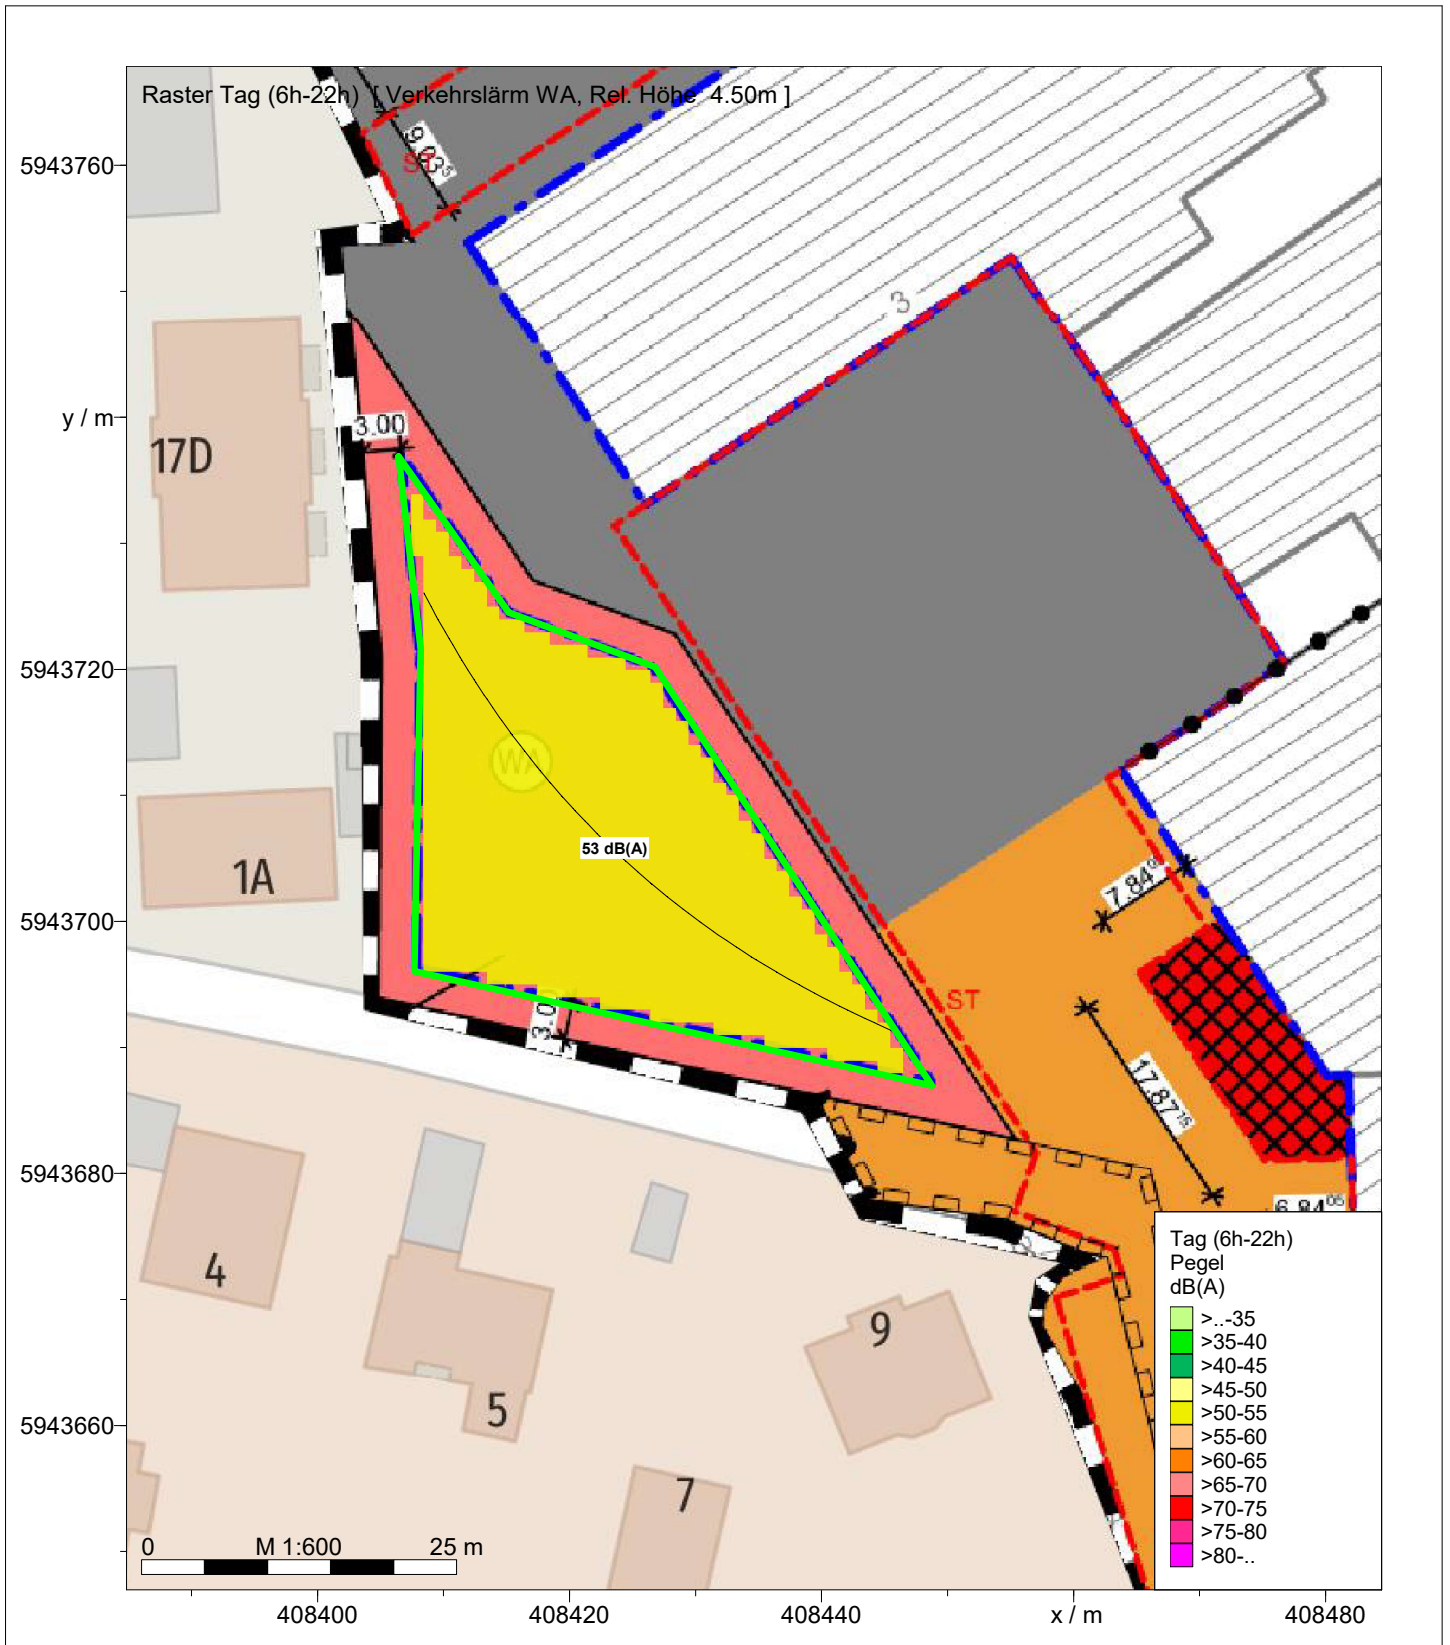 Raster Tag (6h-22h) [ Verkehrslärm WA, Rel. Höhe 4.50m ]
5943760
ST
3
y / m
3.00
17D
5943720
WA
53 dB(A)
1A
7.84
5943700
ST
3.0
17.87
5943680
6.84
4
9
5
5943660
7
Tag (6h-22h)
Pegel
dB(A)
>..-35
>35-40
>40-45
>45-50
>50-55
>55-60
>60-65
>65-70
>70-75
>75-80
>80-..
0 M 1:600 25 m
408400 408420 408440 x / m 408480